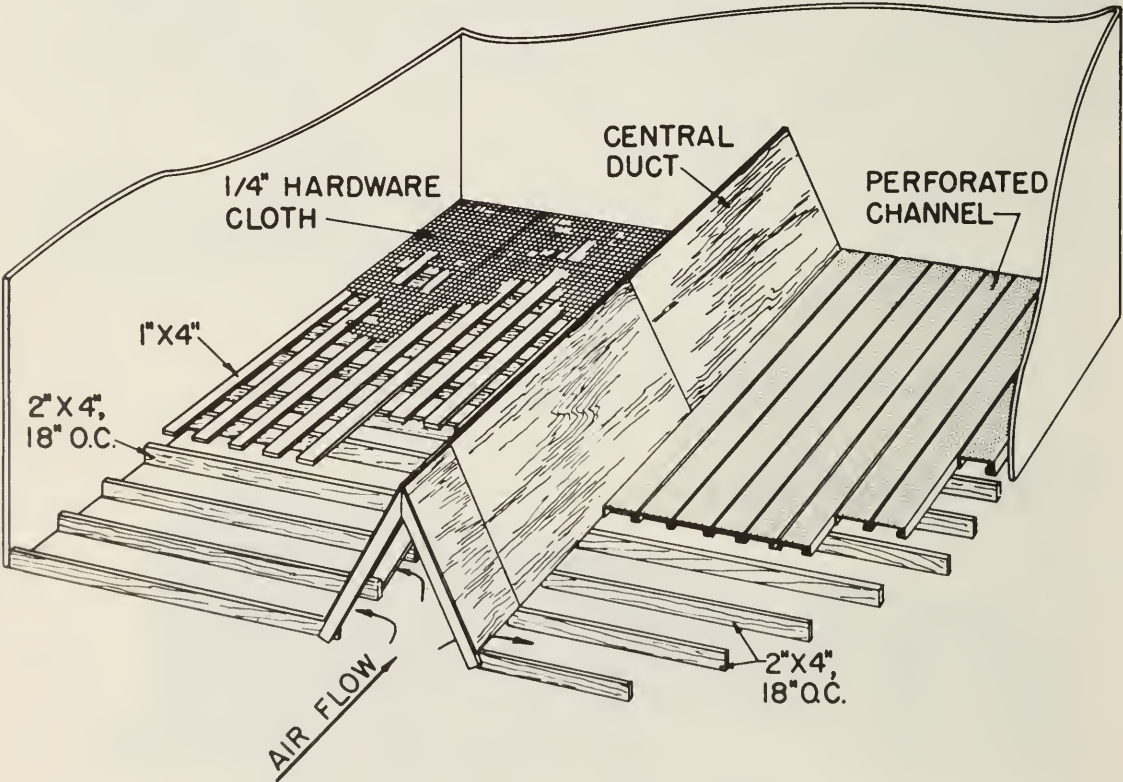 CENTRAL
DUCT
1/4" HARDWARE
CLOTH
PERFORATED
CHANNEL
1"X4"
2"X4",
18" O.C.
2"X4",
18" O.C.
AIR FLOW